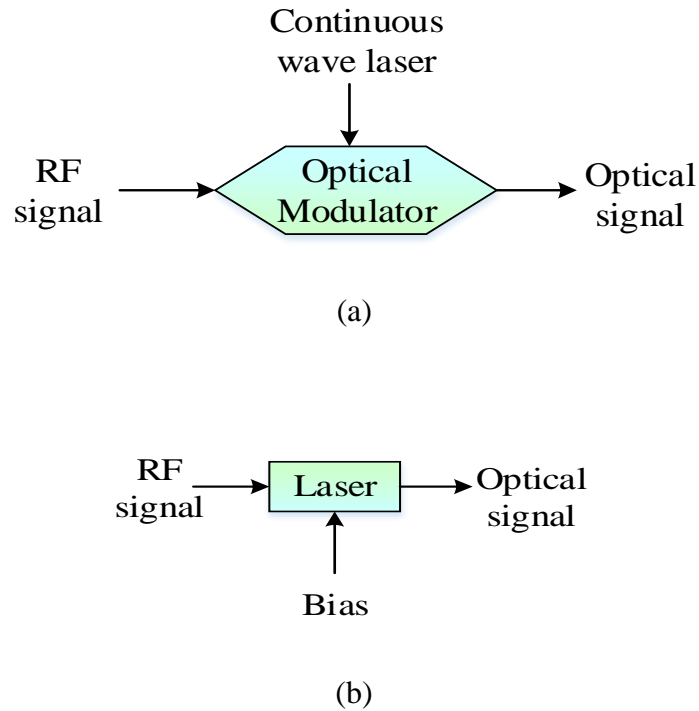 Continuous
wave laser
RF
signal
Optical
Modulator
Optical
signal
(a)
RF
signal
Laser
Optical
signal
Bias
(b)